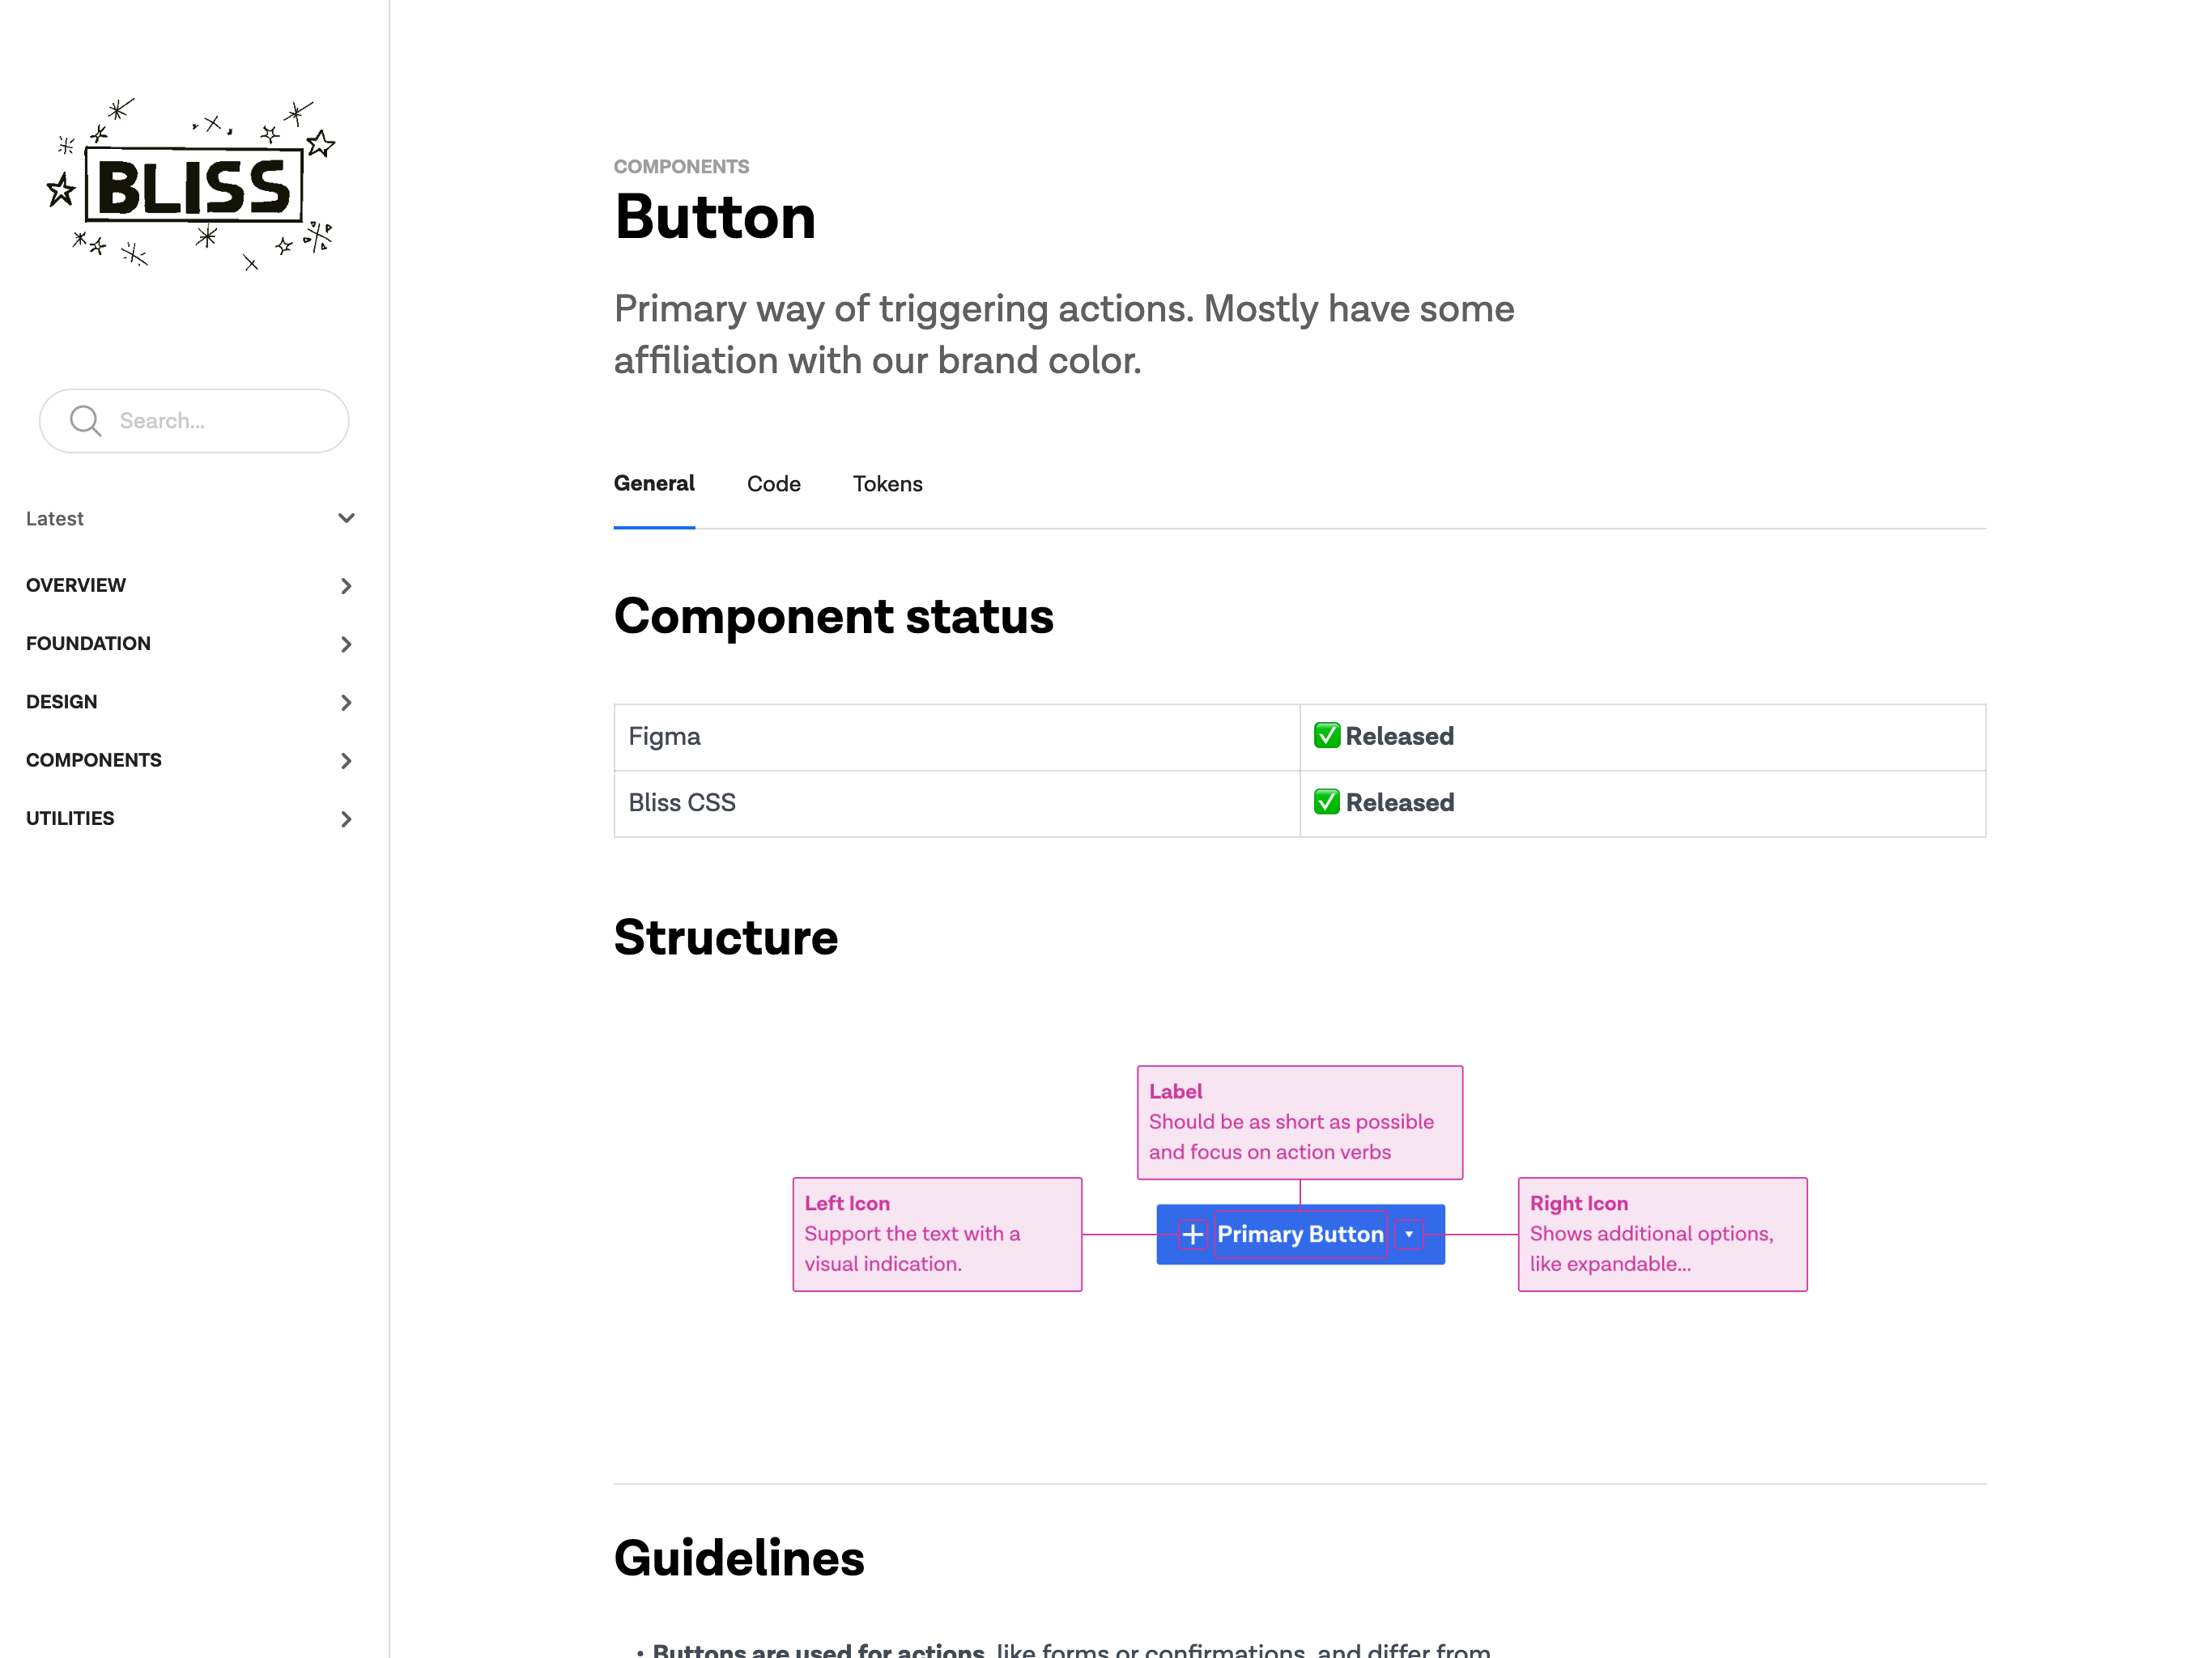 BLISS
Search...
Latest
OVERVIEW
FOUNDATION
DESIGN
COMPONENTS
UTILITIES
COMPONENTS
Button
Primary way of triggering actions. Mostly have some
affiliation with our brand color.
General Code Tokens
Component status
Figma ✅ Released
Bliss CSS ✅ Released
Structure
Label
Should be as short as possible
and focus on action verbs
Left Icon
Support the text with a
visual indication.
Primary Button
Right Icon
Shows additional options,
like expandable...
Guidelines
• Buttons are used for actions, like forms or confirmations, and differ from